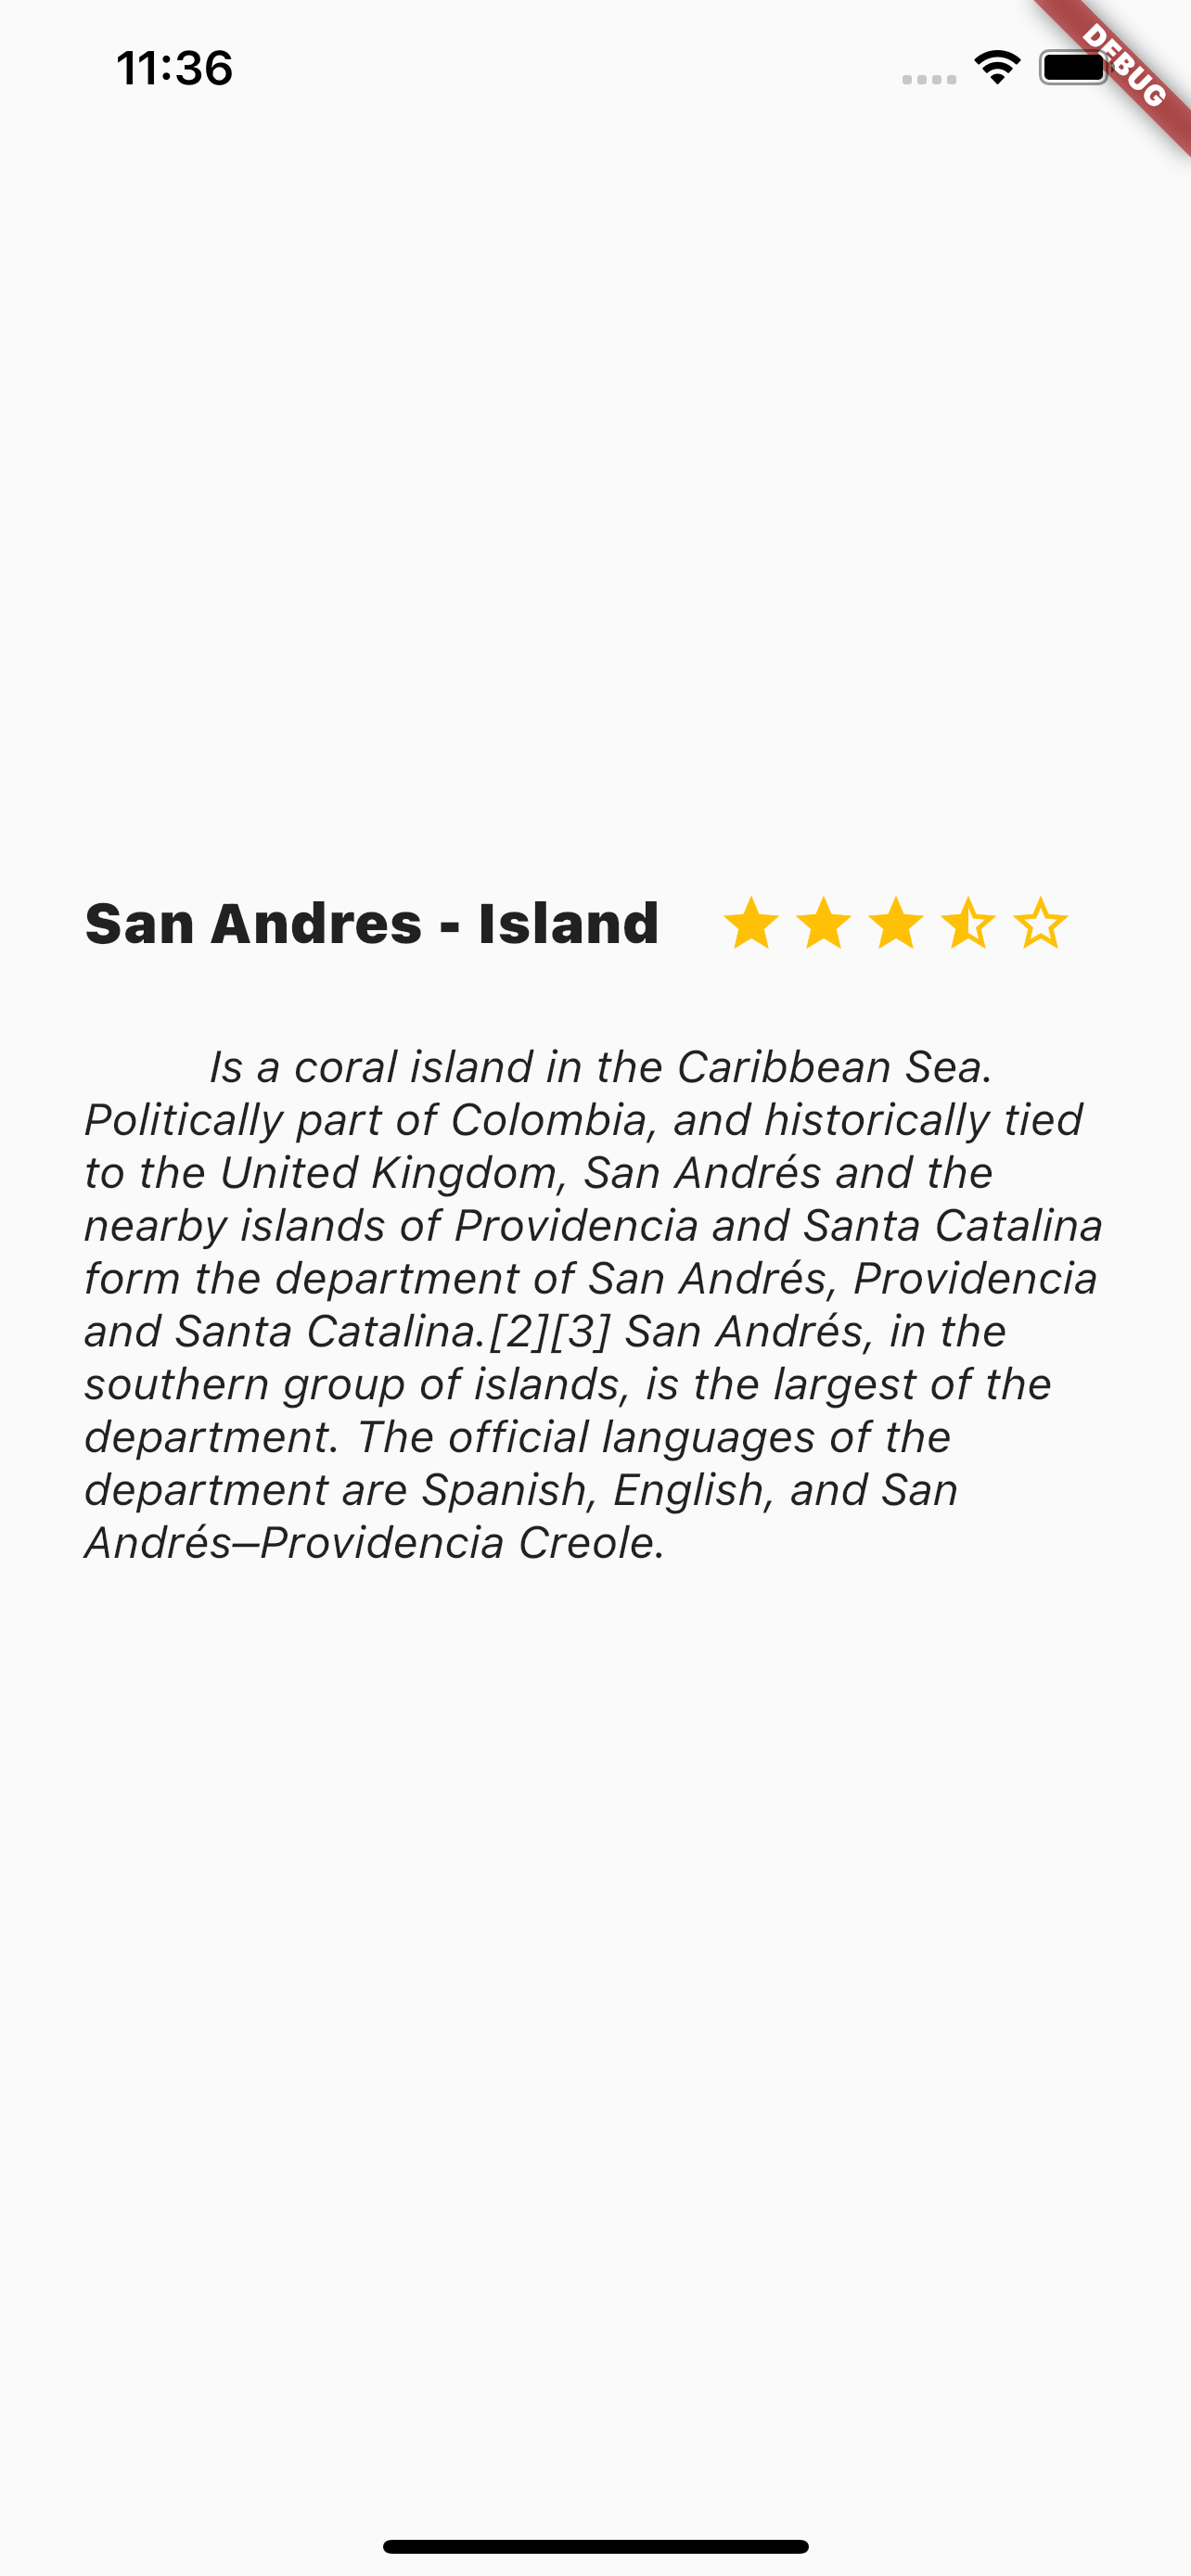 11:36
DEBUG
San Andres - Island
Is a coral island in the Caribbean Sea.
Politically part of Colombia, and historically tied
to the United Kingdom, San Andrés and the
nearby islands of Providencia and Santa Catalina
form the department of San Andrés, Providencia
and Santa Catalina.[2][3] San Andrés, in the
southern group of islands, is the largest of the
department. The official languages of the
department are Spanish, English, and San
Andrés–Providencia Creole.